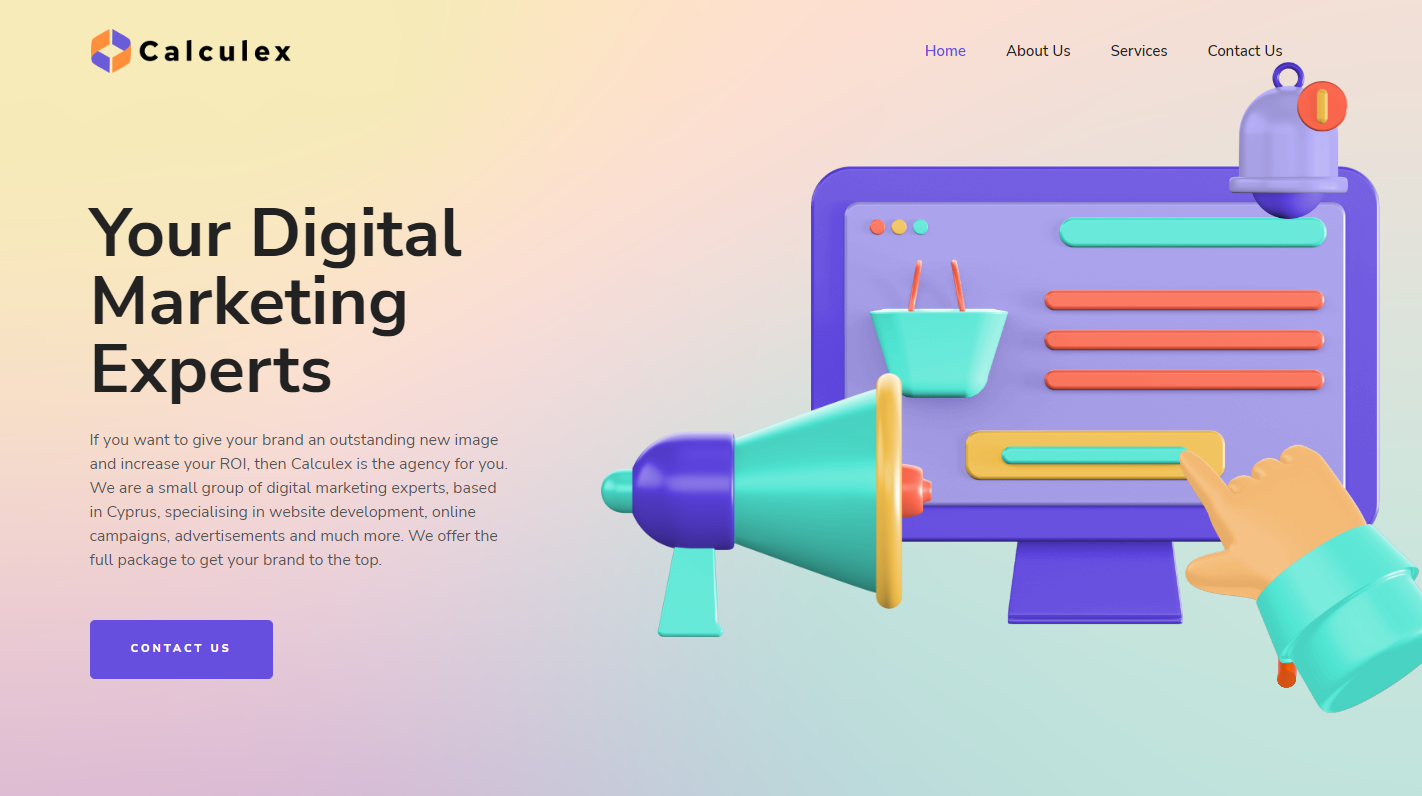 Calculex
Home
About Us
Services
Contact Us
Your Digital
Marketing
Experts
If you want to give your brand an outstanding new image
and increase your ROI, then Calculex is the agency for you.
We are a small group of digital marketing experts, based
in Cyprus, specialising in website development, online
campaigns, advertisements and much more. We offer the
full package to get your brand to the top.
CONTACT US